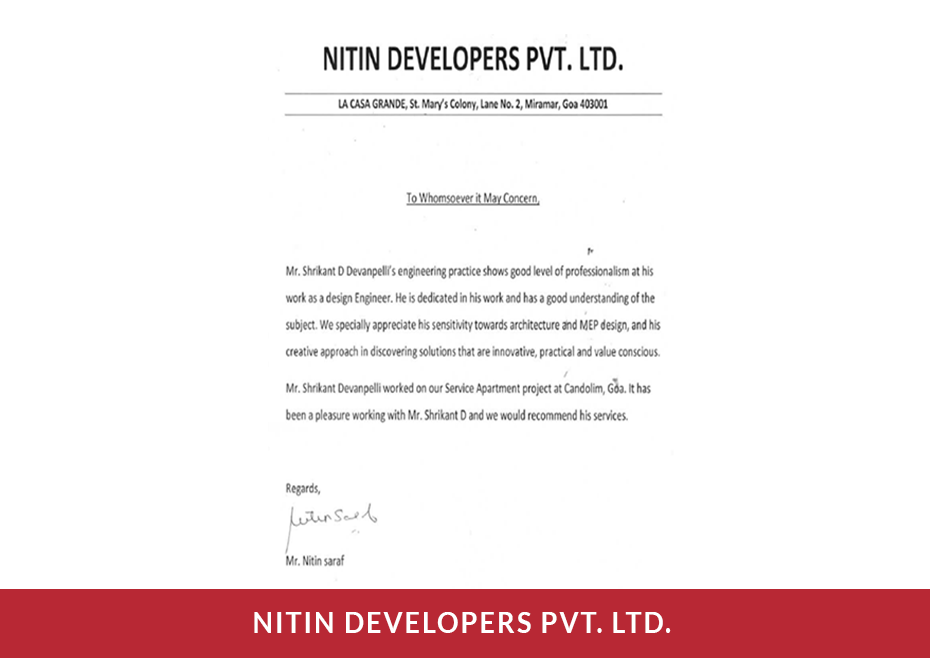 NITIN DEVELOPERS PVT. LTD.
LA CASA GRANDE, St. Mary's Colony, Lane No. 2, Miramar, Goa 403001
To Whomsoever it May Concern,
Mr. Shrikant D Devanpelli's engineering practice shows good level of professionalism at his
work as a design Engineer. He is dedicated in his work and has a good understanding of the
subject. We specially appreciate his sensitivity towards architecture and MEP design, and his
creative approach in discovering solutions that are innovative, practical and value conscious.
Mr. Shrikant Devanpelli worked on our Service Apartment project at Candolim, Goa. It has
been a pleasure working with Mr. Shrikant D and we would recommend his services.
Regards,
Mr. Nitin saraf
NITIN DEVELOPERS PVT. LTD.